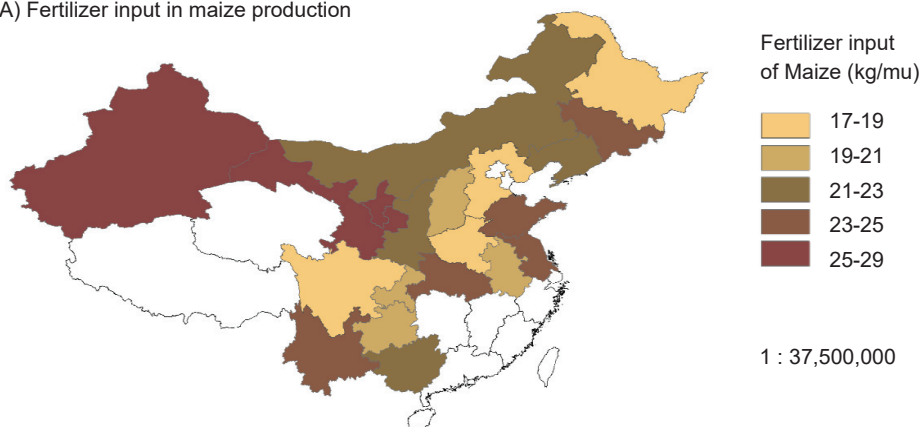 A) Fertilizer input in maize production
Fertilizer input
of Maize (kg/mu)
17-19
19-21
21-23
23-25
25-29
1 : 37,500,000